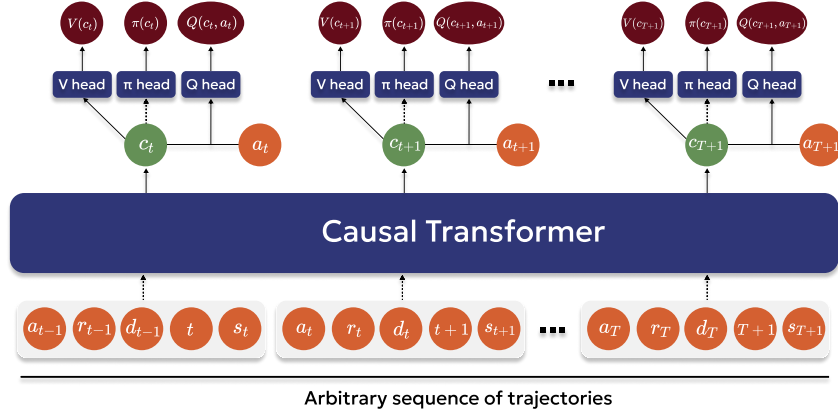 V(c_t) π(c_t) Q(c_t, a_t) V(c_{t+1}) π(c_{t+1}) Q(c_{t+1}, a_{t+1}) V(c_{T+1}) π(c_{T+1}) Q(c_{T+1}, a_{T+1})
V head π head Q head V head π head Q head ... V head π head Q head
c_t a_t c_{t+1} a_{t+1} c_{T+1} a_{T+1}
Causal Transformer
a_{t-1} r_{t-1} d_{t-1} t s_t a_t r_t d_t t+1 s_{t+1} ... a_T r_T d_T T+1 s_{T+1}
Arbitrary sequence of trajectories